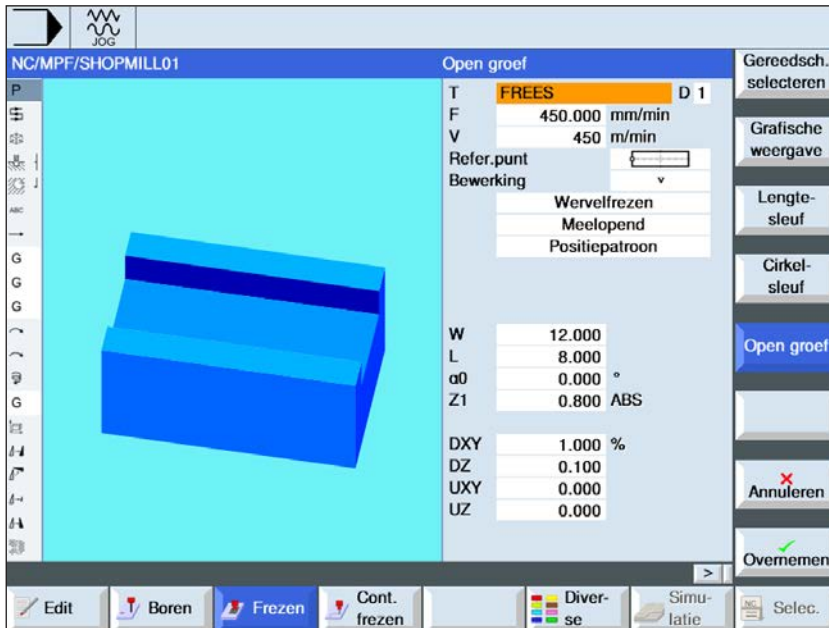 JOG
NC/MPF/SHOPMILL01
Open groef
P
ABC
G
G
G
G
T FREES D 1
F 450.000 mm/min
V 450 m/min
Refer.punt
Bewerking v
Wervelfrezen
Meelopend
Positiepatroon
W 12.000
L 8.000
α0 0.000 °
Z1 0.800 ABS
DXY 1.000 %
DZ 0.100
UXY 0.000
UZ 0.000
Gereedsch.
selecteren
Grafische
weergave
Lengte-
sleuf
Cirkel-
sleuf
Open groef
Annuleren
Overnemen
>
Edit
Boren
Frezen
Cont.
frezen
Diver-
se
Simu-
latie
NC
Selec.